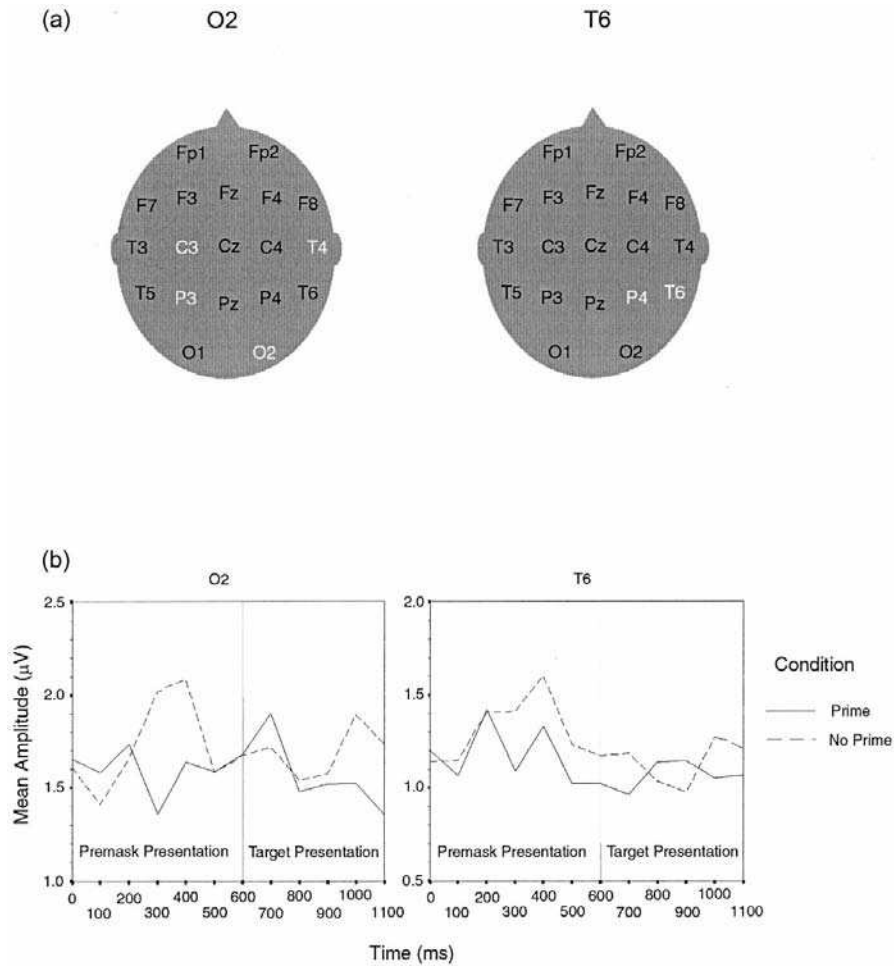 (a) O2 T6
Fp1 Fp2 Fp1 Fp2
F7 F3 Fz F4 F8 F7 F3 Fz F4 F8
T3 C3 Cz C4 T4 T3 C3 Cz C4 T4
T5 P3 Pz P4 T6 T5 P3 Pz P4 T6
O1 O2 O1 O2
(b)
O2 T6
2.5 2.0
2.0 1.5
1.5 1.0
1.0 0.5
Mean Amplitude (µV)
Condition
Prime
No Prime
Premask Presentation Target Presentation Premask Presentation Target Presentation
0 200 400 600 800 1000 0 200 400 600 800 1000
100 300 500 700 900 1100 100 300 500 700 900 1100
Time (ms)